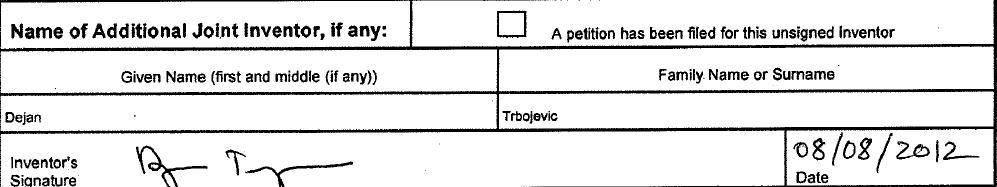 Name of Additional Joint Inventor, if any: A petition has been filed for this unsigned inventor
Given Name (first and middle (if any)) Family Name or Surname
Dejan Trbojevic
Inventor's Signature 08/08/2012 Date